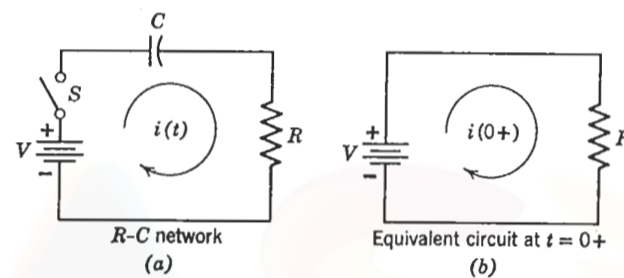 C
S
V
+
-
i(t)
R
R-C network
(a)
V
+
-
i(0+)
Equivalent circuit at t = 0+
(b)